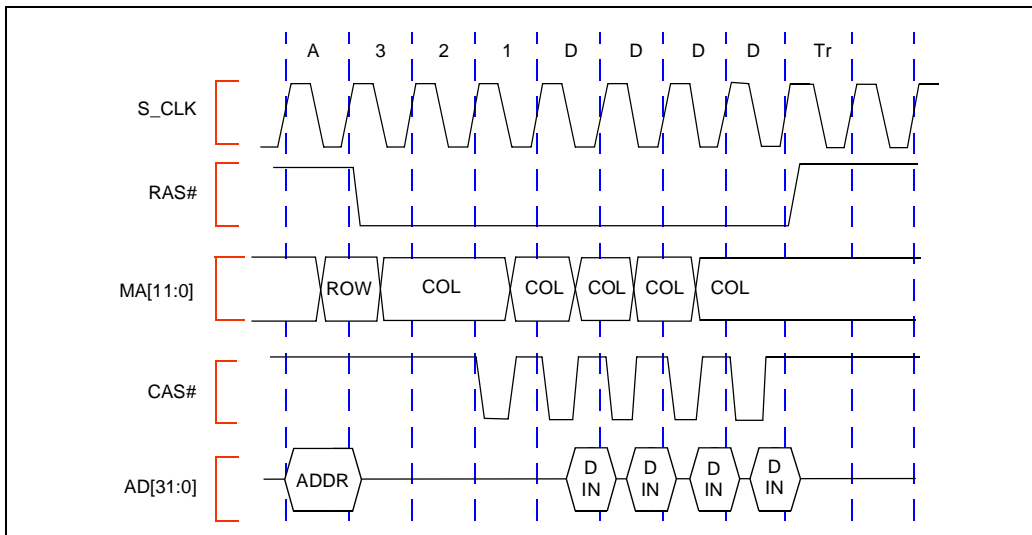 A 3 2 1 D D D D Tr
S_CLK
RAS#
MA[11:0] ROW COL COL COL COL COL
CAS#
AD[31:0] ADDR D IN D IN D IN D IN